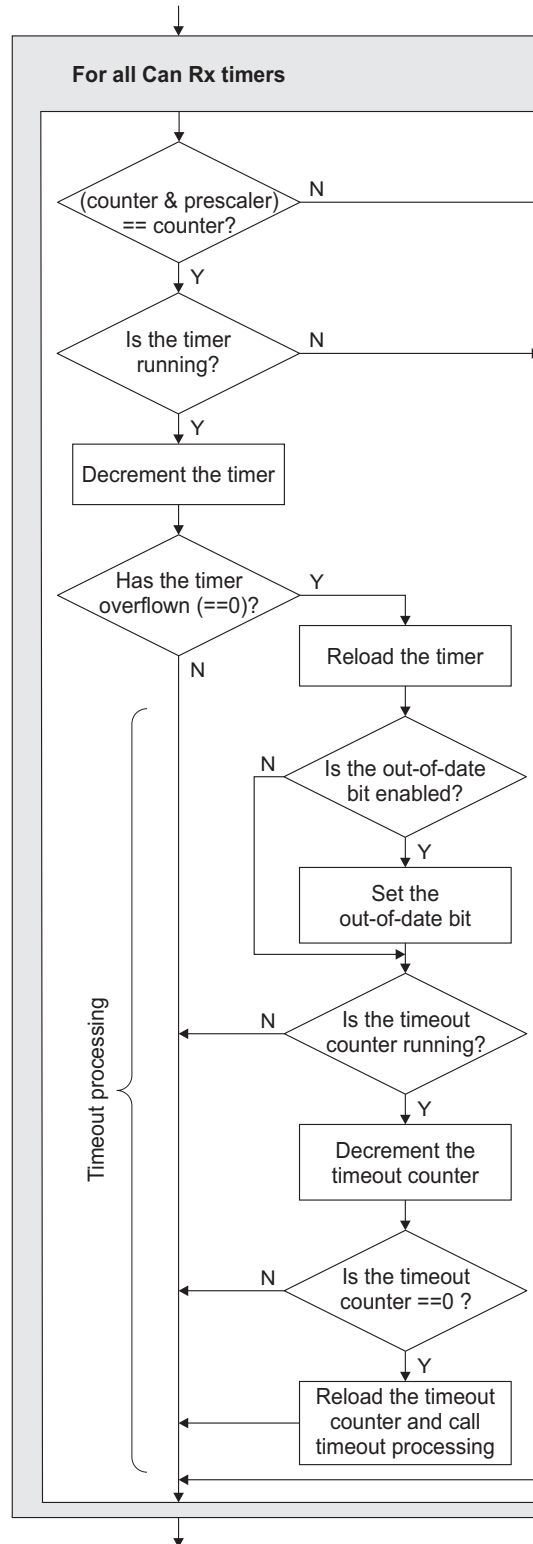 For all Can Rx timers
(counter & prescaler)
== counter?
N
Y
Is the timer
running?
N
Y
Decrement the timer
Has the timer
overflown (==0)?
Y
N
Reload the timer
Is the out-of-date
bit enabled?
N
Y
Set the
out-of-date bit
Is the timeout
counter running?
N
Y
Decrement the
timeout counter
Is the timeout
counter ==0 ?
N
Y
Reload the timeout
counter and call
timeout processing
Timeout processing